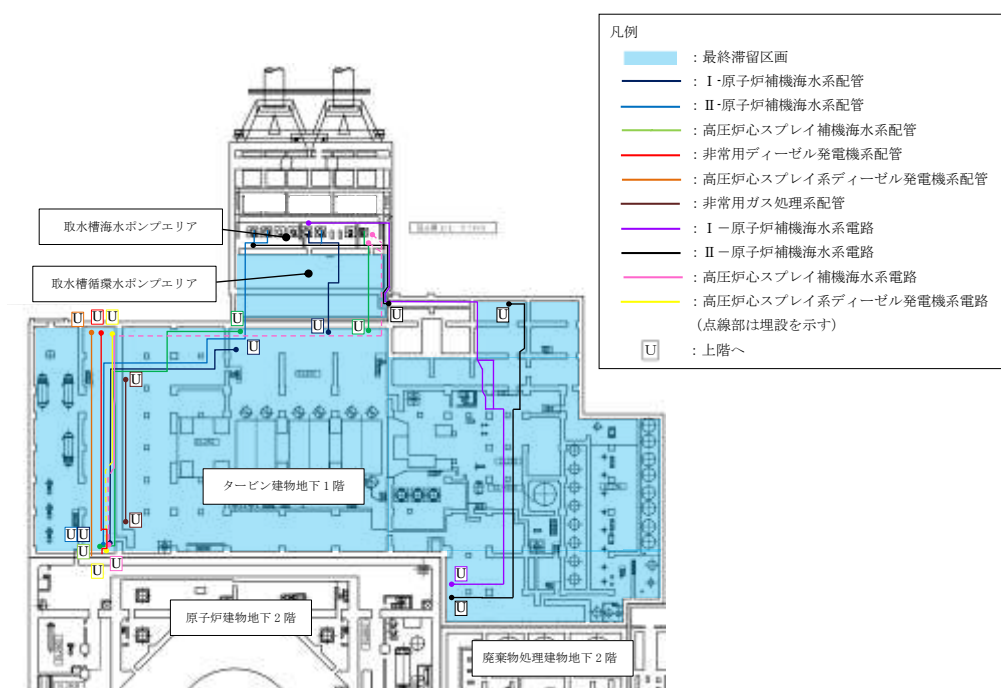 凡例
：最終滞留区画
：Ⅰ-原子炉補機海水系配管
：Ⅱ-原子炉補機海水系配管
：高圧炉心スプレイ補機海水系配管
：非常用ディーゼル発電機系配管
：高圧炉心スプレイ系ディーゼル発電機系配管
：非常用ガス処理系配管
：Ⅰ－原子炉補機海水系電路
：Ⅱ－原子炉補機海水系電路
：高圧炉心スプレイ補機海水系電路
：高圧炉心スプレイ系ディーゼル発電機系電路
（点線部は埋設を示す）
U ：上階へ
取水槽海水ポンプエリア
取水槽循環水ポンプエリア
U U U
U U U
U U
U
U
タービン建物地下1階
U
U U
U
U U
U
U
原子炉建物地下2階
廃棄物処理建物地下2階